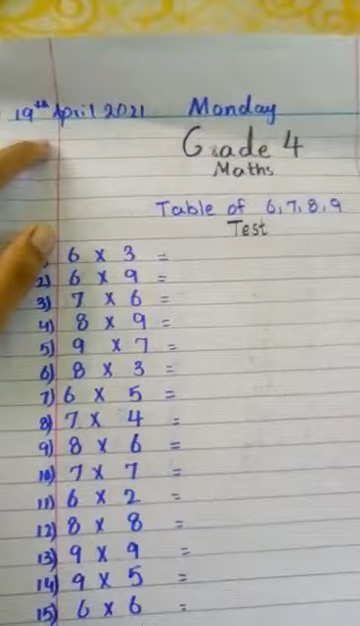 19th April 2021 Monday
Grade 4
Maths
Table of 6,7,8,9
Test
6 x 3 =
2) 6 x 9 =
3) 7 x 6 =
4) 8 x 9 =
5) 9 x 7 =
6) 8 x 3 =
7) 6 x 5 =
8) 7 x 4 =
9) 8 x 6 =
10) 7 x 7 =
11) 6 x 2 =
12) 8 x 8 =
13) 9 x 9 =
14) 9 x 5 =
15) 6 x 6 =